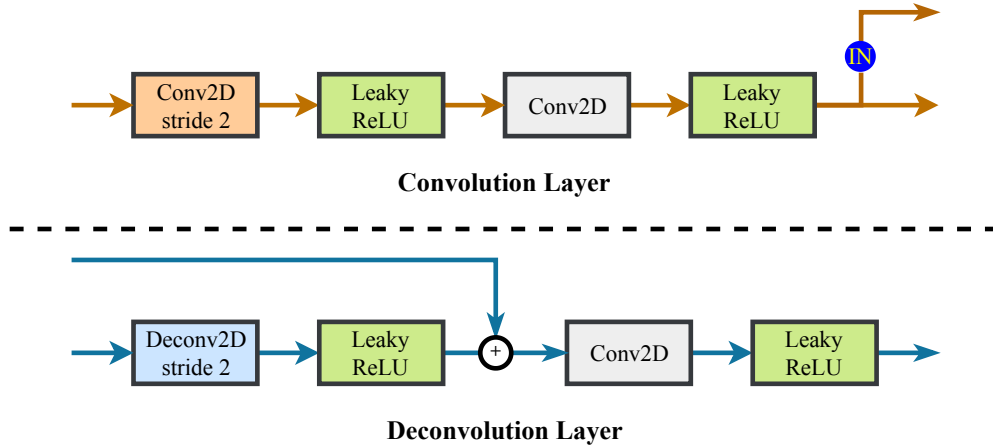 IN
Conv2D
stride 2
Leaky
ReLU
Conv2D
Leaky
ReLU
Convolution Layer
Deconv2D
stride 2
Leaky
ReLU
+
Conv2D
Leaky
ReLU
Deconvolution Layer